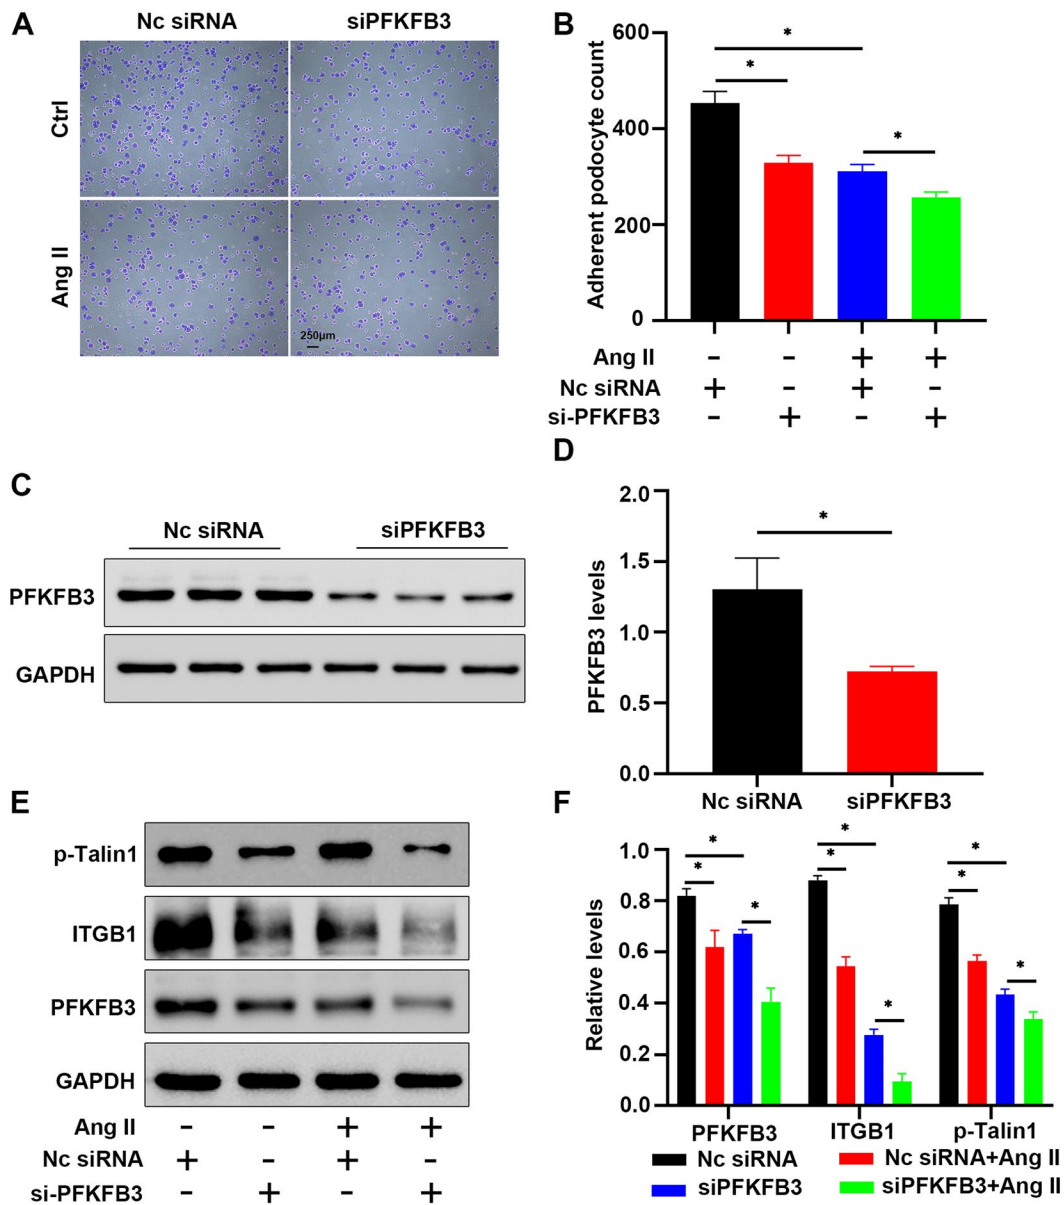 A
Nc siRNA siPFKFB3
Ctrl
Ang II
250μm
B
Adherent podocyte count
600
400
200
0
* * *
Ang II - - + +
Nc siRNA + - + -
si-PFKFB3 - + - +
C
Nc siRNA siPFKFB3
PFKFB3
GAPDH
D
PFKFB3 levels
2.0
1.5
1.0
0.5
0.0
*
Nc siRNA siPFKFB3
E
p-Talin1
ITGB1
PFKFB3
GAPDH
Ang II - - + +
Nc siRNA + - + -
si-PFKFB3 - + - +
F
Relative levels
1.0
0.8
0.6
0.4
0.2
0.0
* * * * * * * * *
PFKFB3 ITGB1 p-Talin1
Nc siRNA Nc siRNA+Ang II
siPFKFB3 siPFKFB3+Ang II